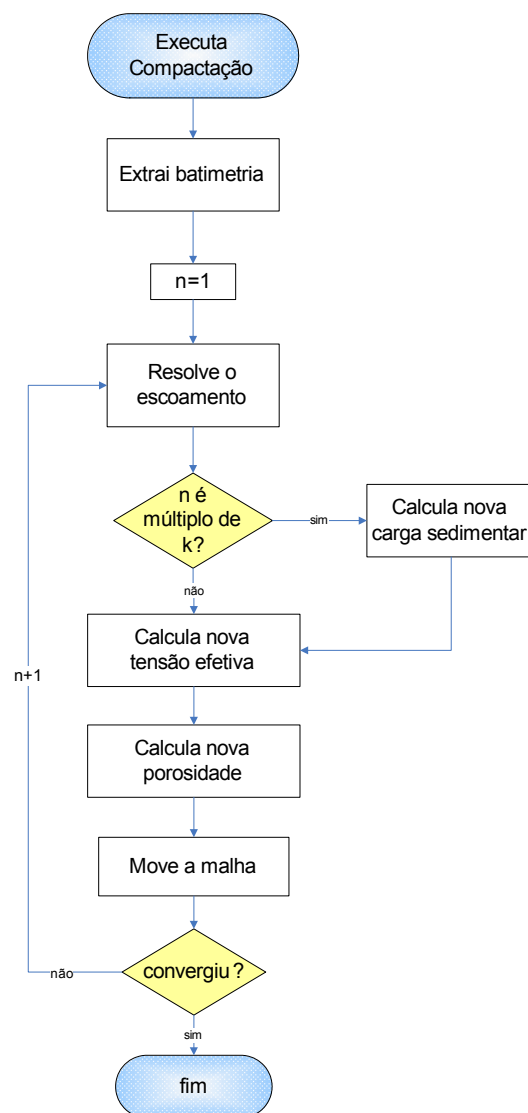 Executa
Compactação
Extrai batimetria
n=1
Resolve o
escoamento
n é
múltiplo de
k?
sim
Calcula nova
carga sedimentar
não
Calcula nova
tensão efetiva
n+1
Calcula nova
porosidade
Move a malha
convergiu ?
não
sim
fim